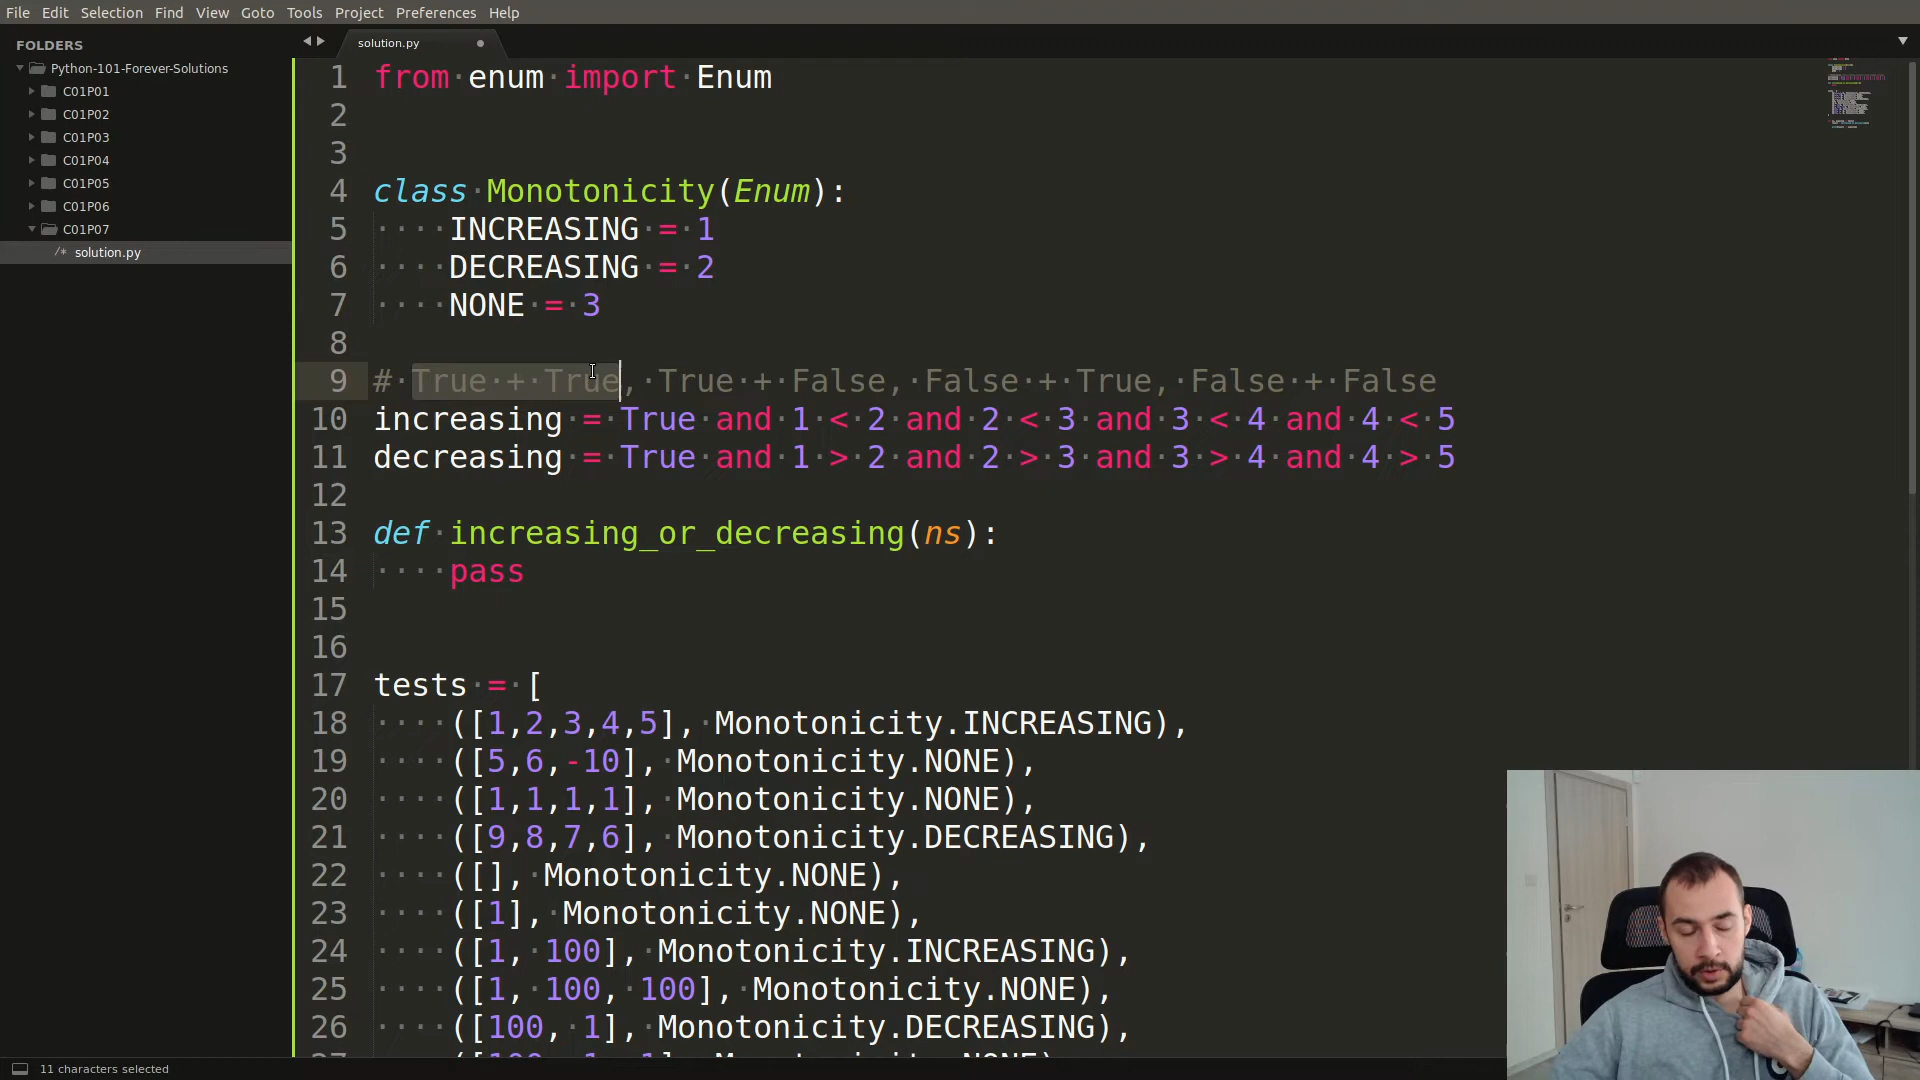 File Edit Selection Find View Goto Tools Project Preferences Help
FOLDERS
Python-101-Forever-Solutions
C01P01
C01P02
C01P03
C01P04
C01P05
C01P06
C01P07
/* solution.py
solution.py
1 from enum import Enum
2
3
4 class Monotonicity(Enum):
5 INCREASING = 1
6 DECREASING = 2
7 NONE = 3
8
9 # True + True, True + False, False + True, False + False
10 increasing = True and 1 < 2 and 2 < 3 and 3 < 4 and 4 < 5
11 decreasing = True and 1 > 2 and 2 > 3 and 3 > 4 and 4 > 5
12
13 def increasing_or_decreasing(ns):
14 pass
15
16
17 tests = [
18 ([1,2,3,4,5], Monotonicity.INCREASING),
19 ([5,6,-10], Monotonicity.NONE),
20 ([1,1,1,1], Monotonicity.NONE),
21 ([9,8,7,6], Monotonicity.DECREASING),
22 ([], Monotonicity.NONE),
23 ([1], Monotonicity.NONE),
24 ([1, 100], Monotonicity.INCREASING),
25 ([1, 100, 100], Monotonicity.NONE),
26 ([100, 1], Monotonicity.DECREASING),
11 characters selected